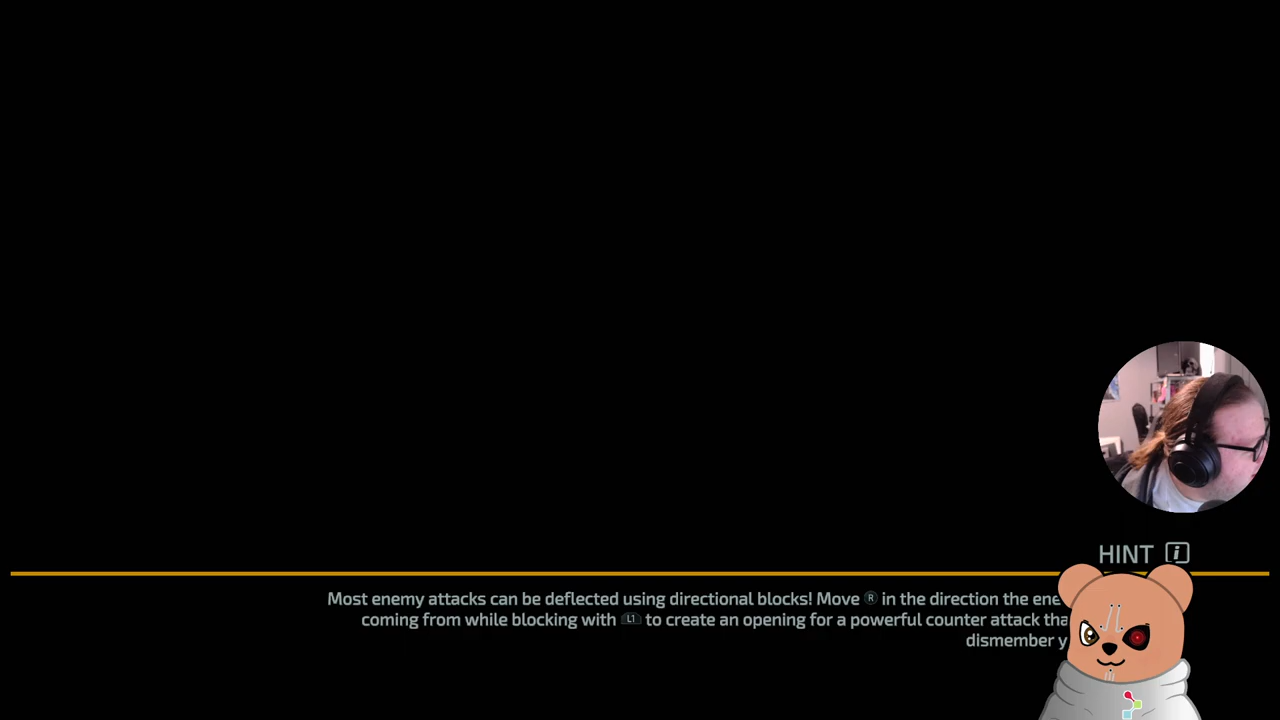 HINT i
Most enemy attacks can be deflected using directional blocks! Move R in the direction the
coming from while blocking with L1 to create an opening for a powerful counter attack
dismember